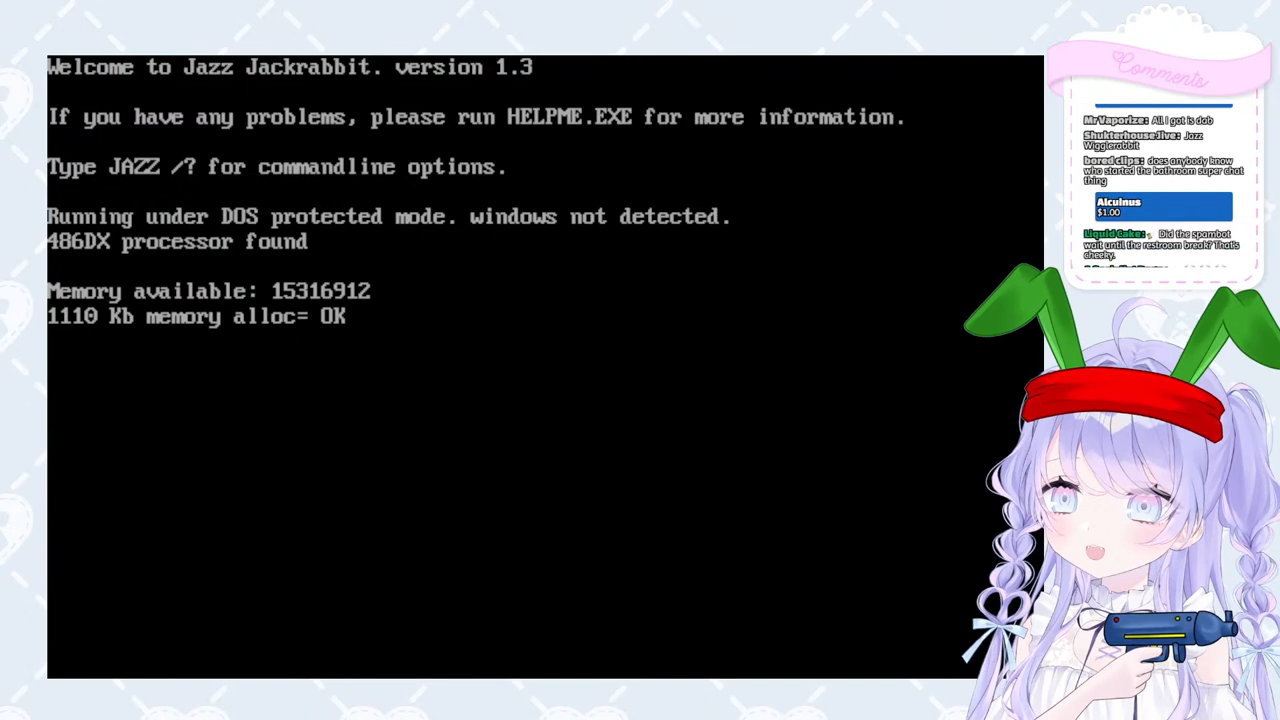 Welcome to Jazz Jackrabbit. version 1.3
If you have any problems, please run HELPME.EXE for more information.
Type JAZZ /? for commandline options.
Running under DOS protected mode. windows not detected.
486DX processor found
Memory available: 15316912
1110 Kb memory alloc= OK
Comments
MrVaporize: All I got is dab
ShukterhouseJive: Jazz
Wigglerabbit
boredclips: does anybody know
who started the bathroom super chat
thing
Alcuinus
$1.00
Liquid Cake: Did the spambot
wait until the restroom break? That's
cheeky.